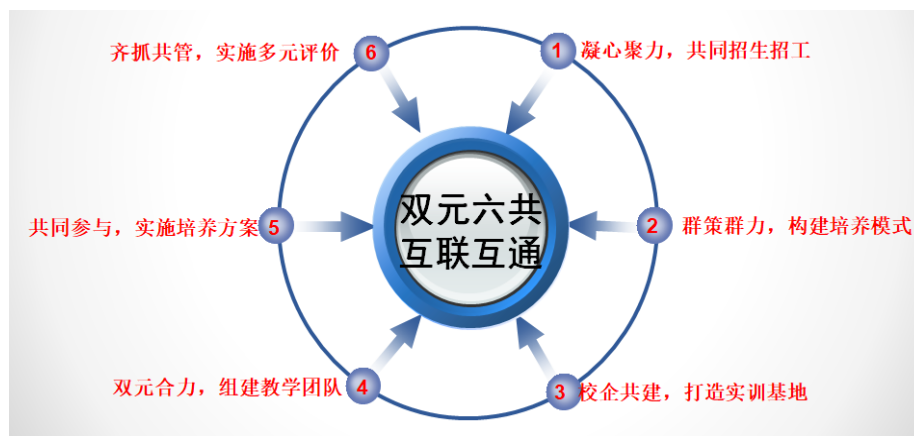 1 凝心聚力，共同招生招工
2 群策群力，构建培养模式
3 校企共建，打造实训基地
4 双元合力，组建教学团队
5 共同参与，实施培养方案
6 齐抓共管，实施多元评价
双元六共
互联互通